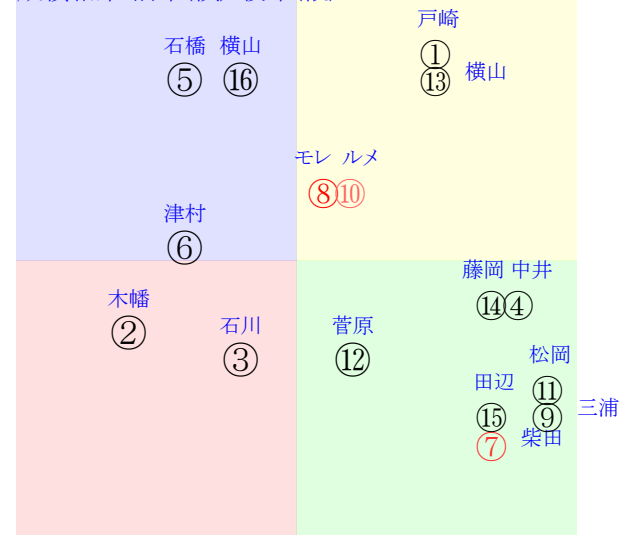 戸崎
①
石橋 横山
⑤ ⑯
⑬ 横山
モレ ルメ
⑧⑩
津村
⑥
藤岡 中井
⑭④
木幡
②
石川
③
菅原
⑫
松岡
⑪
田辺
⑮
⑨ 三浦
⑦ 柴田